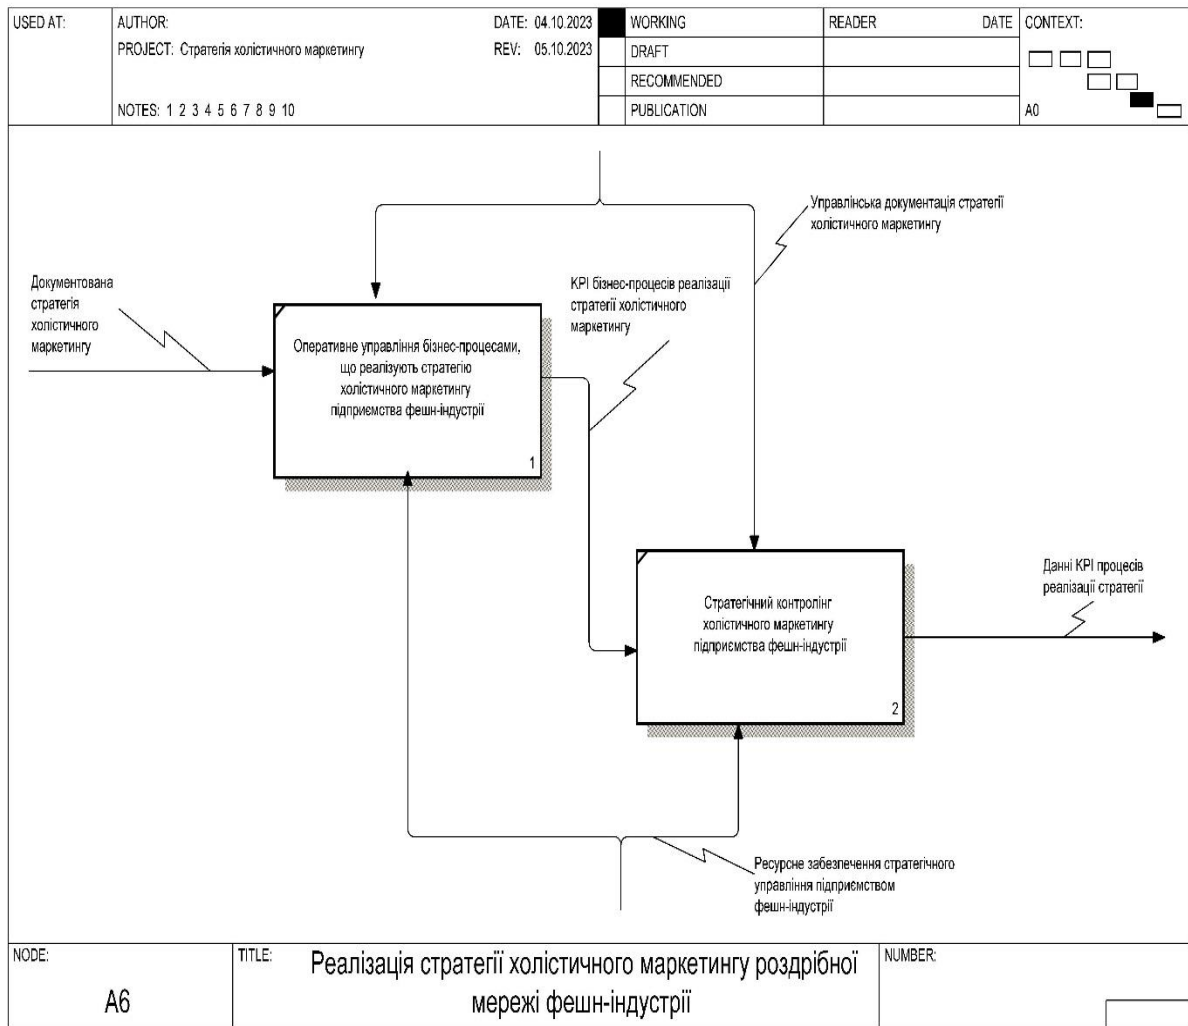 USED AT:
AUTHOR:
DATE: 04.10.2023
PROJECT: Стратегія холістичного маркетингу
REV: 05.10.2023
NOTES: 1 2 3 4 5 6 7 8 9 10
WORKING
DRAFT
RECOMMENDED
PUBLICATION
READER
DATE
CONTEXT:
A0
Управлінська документація стратегії
холістичного маркетингу
Документована
стратегія
холістичного
маркетингу
KPI бізнес-процесів реалізації
стратегії холістичного
маркетингу
Оперативне управління бізнес-процесами,
що реалізують стратегію
холістичного маркетингу
підприємства фешн-індустрії
1
Стратегічний контролінг
холістичного маркетингу
підприємства фешн-індустрії
2
Данні KPI процесів
реалізації стратегії
Ресурсне забезпечення стратегічного
управління підприємством
фешн-індустрії
NODE:
A6
TITLE:
Реалізація стратегії холістичного маркетингу роздрібної
мережі фешн-індустрії
NUMBER: